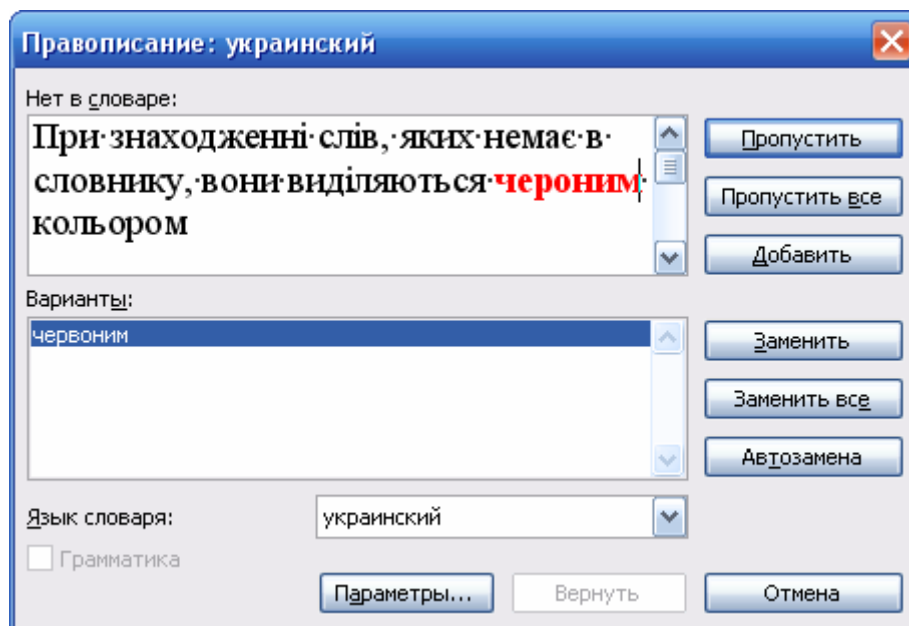 Правописание: украинский
Нет в словаре:
При·знаходженні·слів,·яких·немає·в·
словнику,·вони·виділяються·чероним·
кольором
Пропустить
Пропустить все
Добавить
Варианты:
червоним
Заменить
Заменить все
Автозамена
Язык словаря:
украинский
Грамматика
Параметры...
Вернуть
Отмена